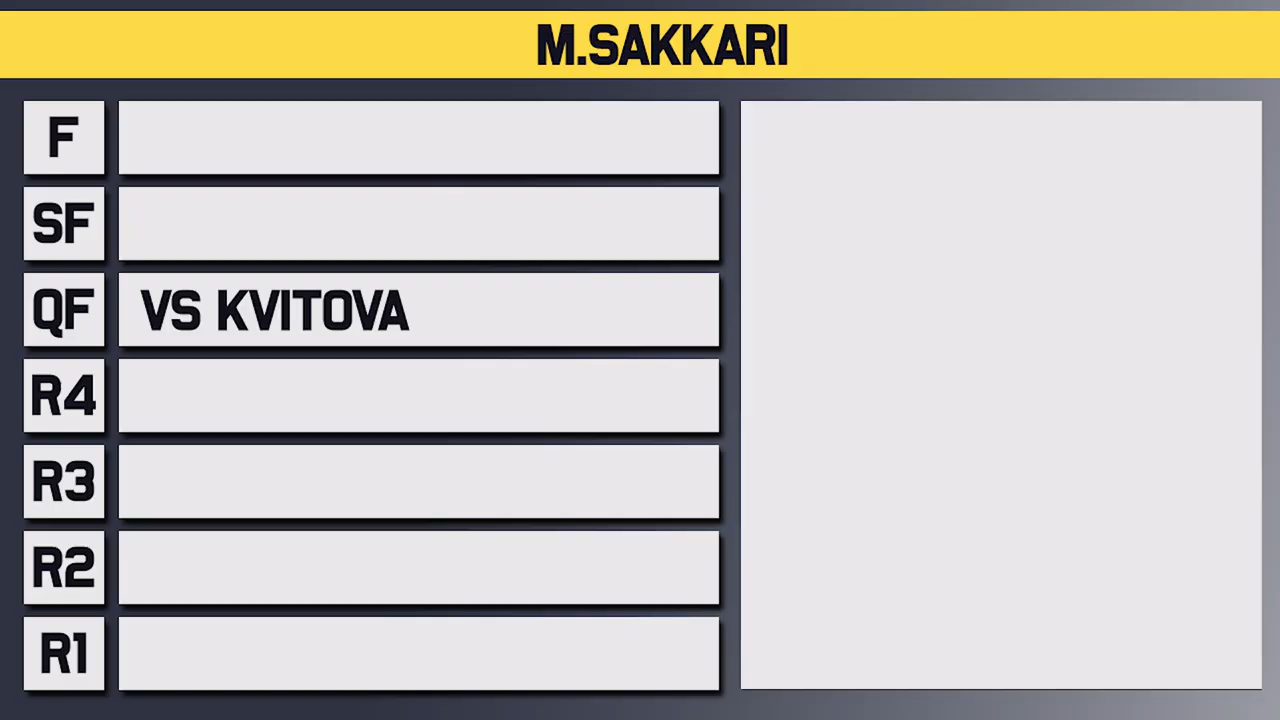 M.SAKKARI
F
SF
QF VS KVITOVA
R4
R3
R2
R1